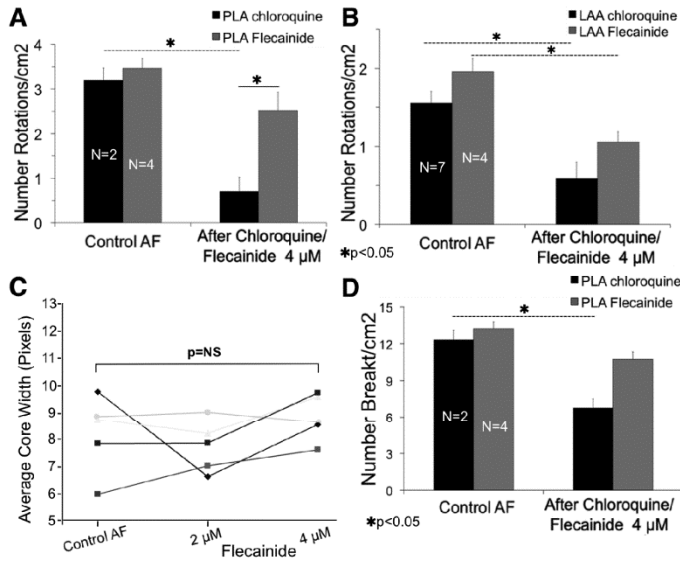 A
PLA chloroquine
PLA Flecainide
Number Rotations/cm2
4
3
2
1
0
*
*
N=2
N=4
Control AF
After Chloroquine/
Flecainide 4 µM
B
LAA chloroquine
LAA Flecainide
Number Rotations/cm2
2
1
0
*
*
N=7
N=4
Control AF
After Chloroquine/
Flecainide 4 µM
*p<0.05
C
Average Core Width (Pixels)
13
12
11
10
9
8
7
6
5
p=NS
Control AF
2 µM
4 µM
Flecainide
D
PLA chloroquine
PLA Flecainide
Number Breakt/cm2
15
12
9
6
3
0
*
N=2
N=4
Control AF
After Chloroquine/
Flecainide 4 µM
*p<0.05